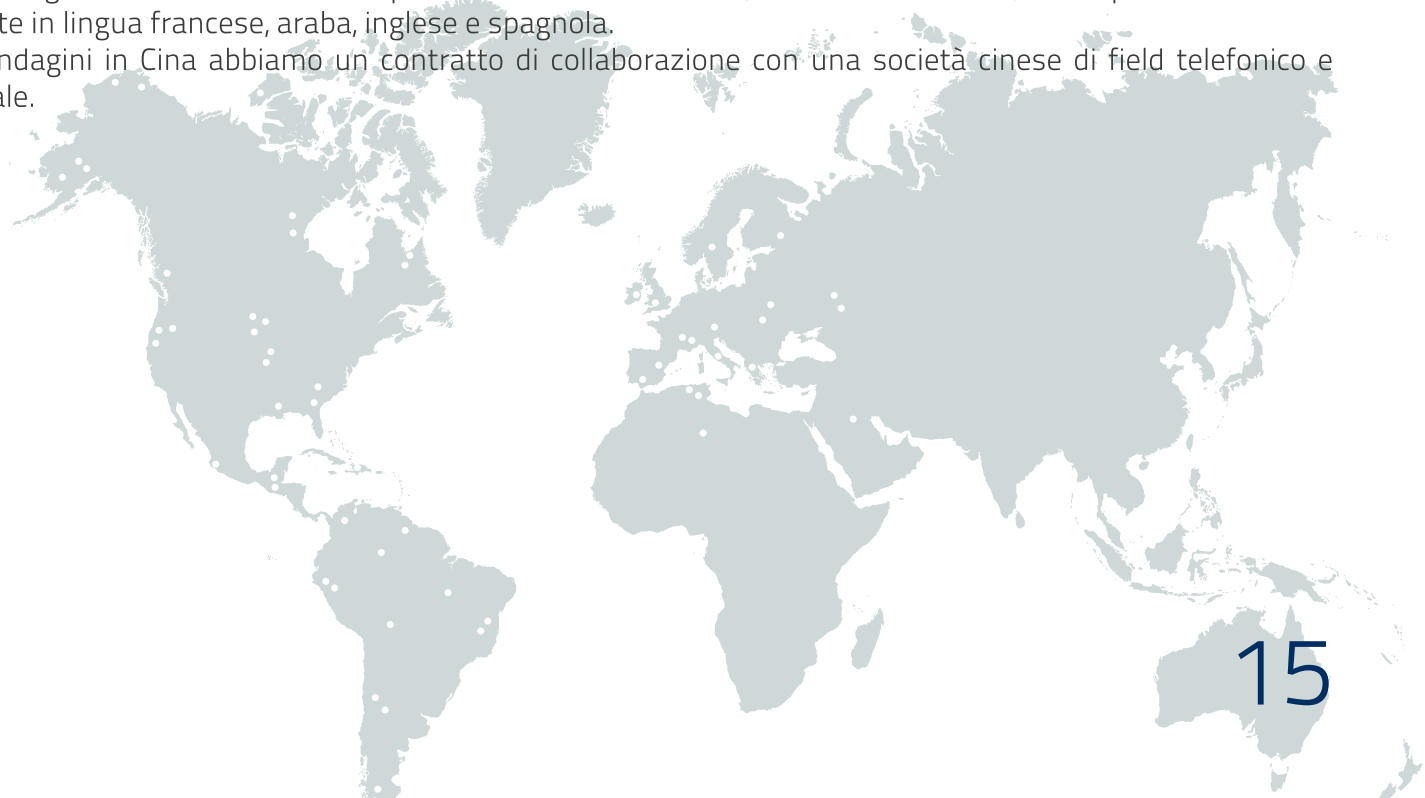 te in lingua francese, araba, inglese e spagnola.
ndagini in Cina abbiamo un contratto di collaborazione con una società cinese di field telefonico e
ale.
15